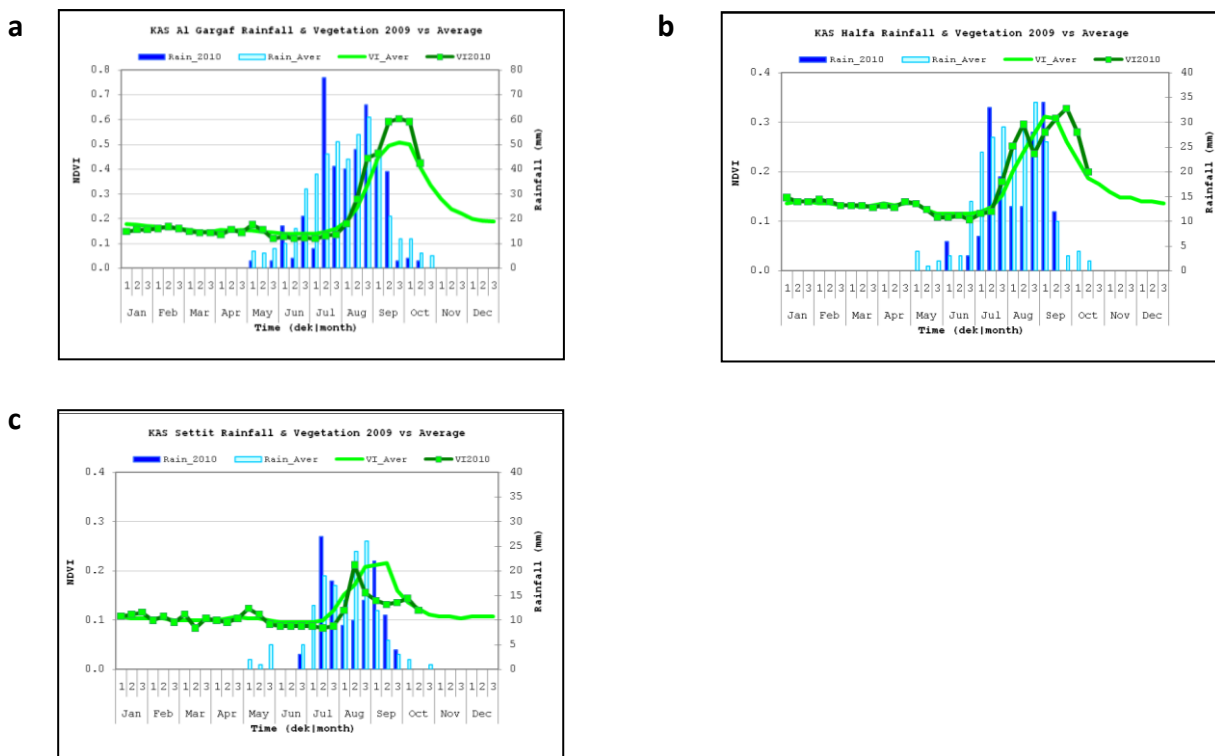 a
KAS Al Gargaf Rainfall & Vegetation 2009 vs Average
Rain_2010 Rain_Aver VI_Aver VI2010
0.8 80
0.7 70
0.6 60
0.5 50
0.4 40
0.3 30
0.2 20
0.1 10
0.0 0
NDVI
Rainfall (mm)
1 2 3 1 2 3 1 2 3 1 2 3 1 2 3 1 2 3 1 2 3 1 2 3 1 2 3 1 2 3 1 2 3 1 2 3
Jan Feb Mar Apr May Jun Jul Aug Sep Oct Nov Dec
Time (dek|month)
b
KAS Halfa Rainfall & Vegetation 2009 vs Average
Rain_2010 Rain_Aver VI_Aver VI2010
0.4 40
35
0.3 30
25
0.2 20
15
0.1 10
5
0.0 0
NDVI
Rainfall (mm)
1 2 3 1 2 3 1 2 3 1 2 3 1 2 3 1 2 3 1 2 3 1 2 3 1 2 3 1 2 3 1 2 3 1 2 3
Jan Feb Mar Apr May Jun Jul Aug Sep Oct Nov Dec
Time (dek|month)
c
KAS Settit Rainfall & Vegetation 2009 vs Average
Rain_2010 Rain_Aver VI_Aver VI2010
0.4 40
35
0.3 30
25
0.2 20
15
0.1 10
5
0.0 0
NDVI
Rainfall (mm)
1 2 3 1 2 3 1 2 3 1 2 3 1 2 3 1 2 3 1 2 3 1 2 3 1 2 3 1 2 3 1 2 3 1 2 3
Jan Feb Mar Apr May Jun Jul Aug Sep Oct Nov Dec
Time (dek|month)